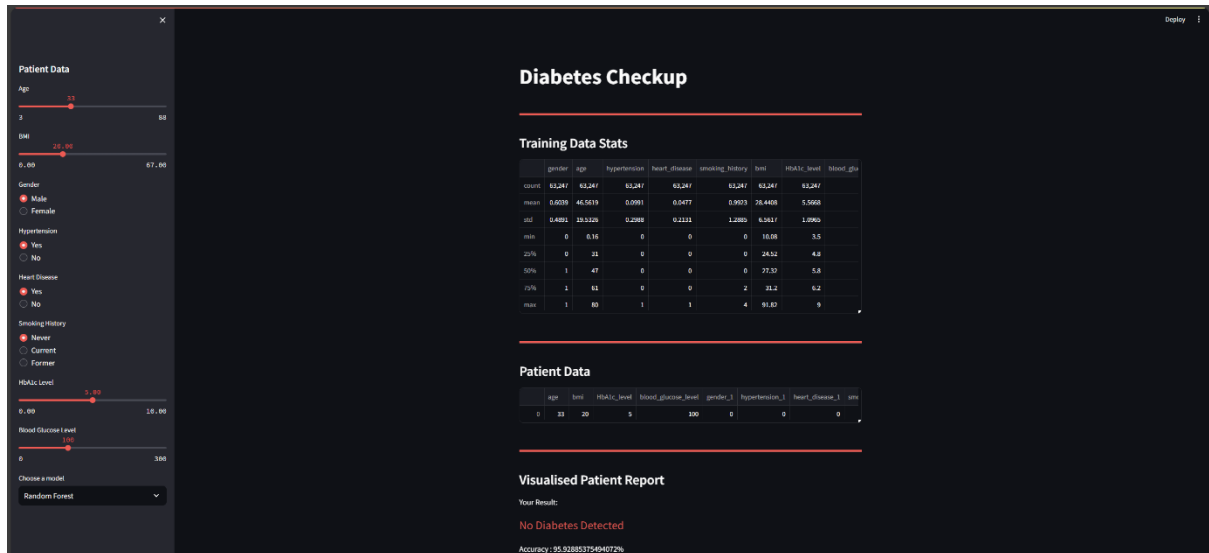 Deploy
Patient Data
Age
33
3 88
BMI
20.00
0.00 67.00
Gender
Male
Female
Hypertension
Yes
No
Heart Disease
Yes
No
Smoking History
Never
Current
Former
HbA1c Level
5.00
0.00 10.00
Blood Glucose Level
100
0 300
Choose a model
Random Forest
Diabetes Checkup
Training Data Stats
gender age hypertension heart_disease smoking_history bmi HbA1c_level blood_glu
count 63,247 63,247 63,247 63,247 63,247 63,247 63,247
mean 0.6039 46.5619 0.0991 0.0477 0.9923 28.4408 5.5668
std 0.4891 19.5326 0.2988 0.2131 1.2885 6.5617 1.0965
min 0 0.16 0 0 0 10.08 3.5
25% 0 31 0 0 0 24.52 4.8
50% 1 47 0 0 0 27.32 5.8
75% 1 61 0 0 2 31.2 6.2
max 1 80 1 1 4 91.82 9
Patient Data
age bmi HbA1c_level blood_glucose_level gender_1 hypertension_1 heart_disease_1 smo
0 33 20 5 100 0 0 0
Visualised Patient Report
Your Result:
No Diabetes Detected
Accuracy : 95.92885375494072%